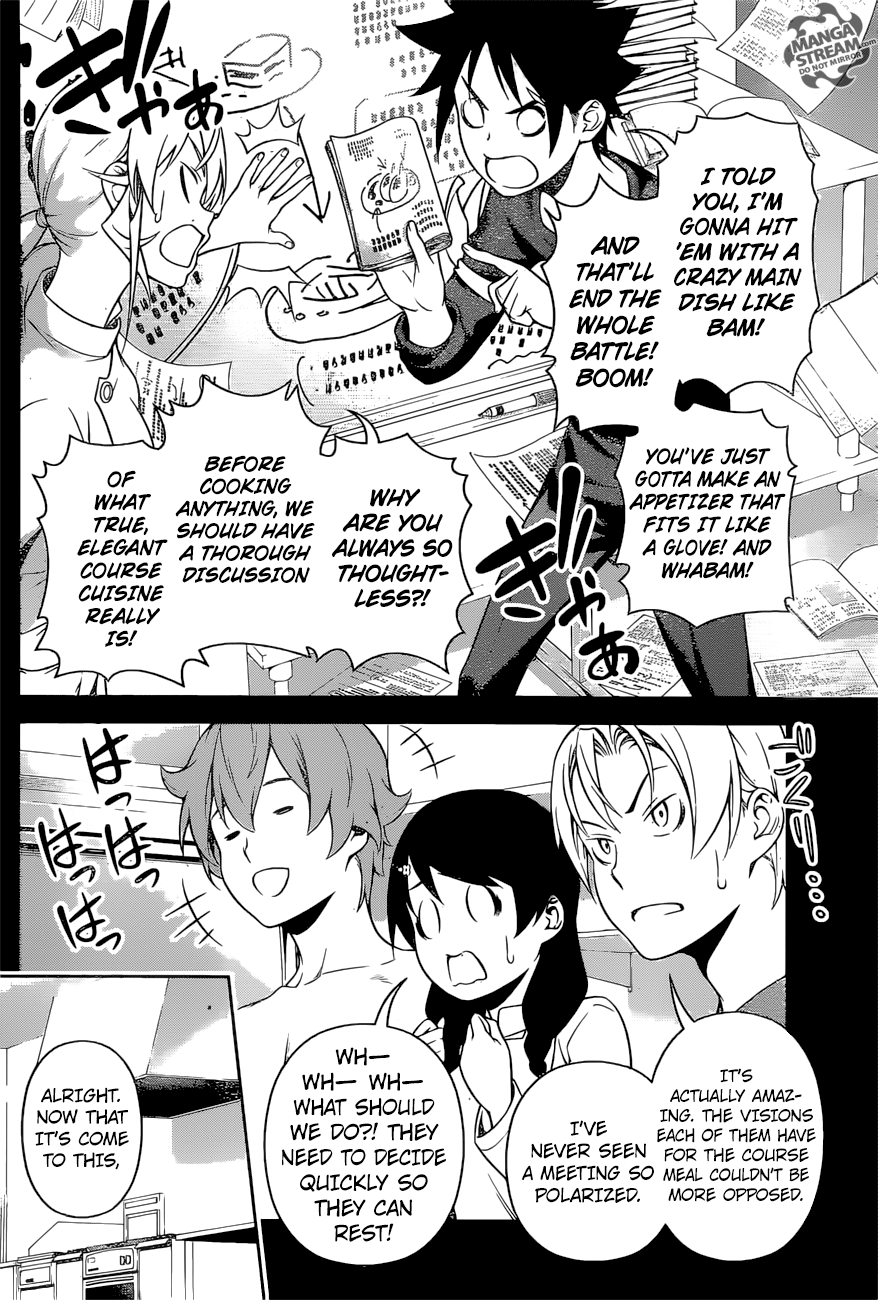 MANGA
STREAM.com
DO NOT MIRROR
I TOLD
YOU, I'M
GONNA HIT
'EM WITH A
CRAZY MAIN
DISH LIKE
BAM!
AND
THAT'LL
END THE
WHOLE
BATTLE!
BOOM!
YOU'VE JUST
GOTTA MAKE AN
APPETIZER THAT
FITS IT LIKE
A GLOVE! AND
WHABAM!
ぎゃあ
ぎゃあ
WHY
ARE YOU
ALWAYS SO
THOUGHT-
LESS?!
BEFORE
COOKING
ANYTHING, WE
SHOULD HAVE
A THOROUGH
DISCUSSION
OF
WHAT
TRUE,
ELEGANT
COURSE
CUISINE
REALLY
IS!
はっはっ
はっはっ
IT'S
ACTUALLY AMAZ-
ING. THE VISIONS
EACH OF THEM HAVE
FOR THE COURSE
MEAL COULDN'T BE
MORE OPPOSED.
I'VE
NEVER SEEN
A MEETING SO
POLARIZED.
WH—
WH— WH—
WHAT SHOULD
WE DO?! THEY
NEED TO DECIDE
QUICKLY SO
THEY CAN
REST!
ALRIGHT.
NOW THAT
IT'S COME
TO THIS,